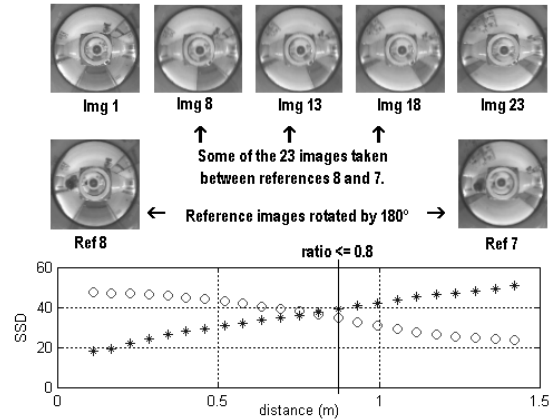 Img 1 Img 8 Img 13 Img 18 Img 23
Some of the 23 images taken
between references 8 and 7.
Reference images rotated by 180°
Ref 8 Ref 7
ratio <= 0.8
60
40
20
0
SSD
0 0.5 1 1.5
distance (m)